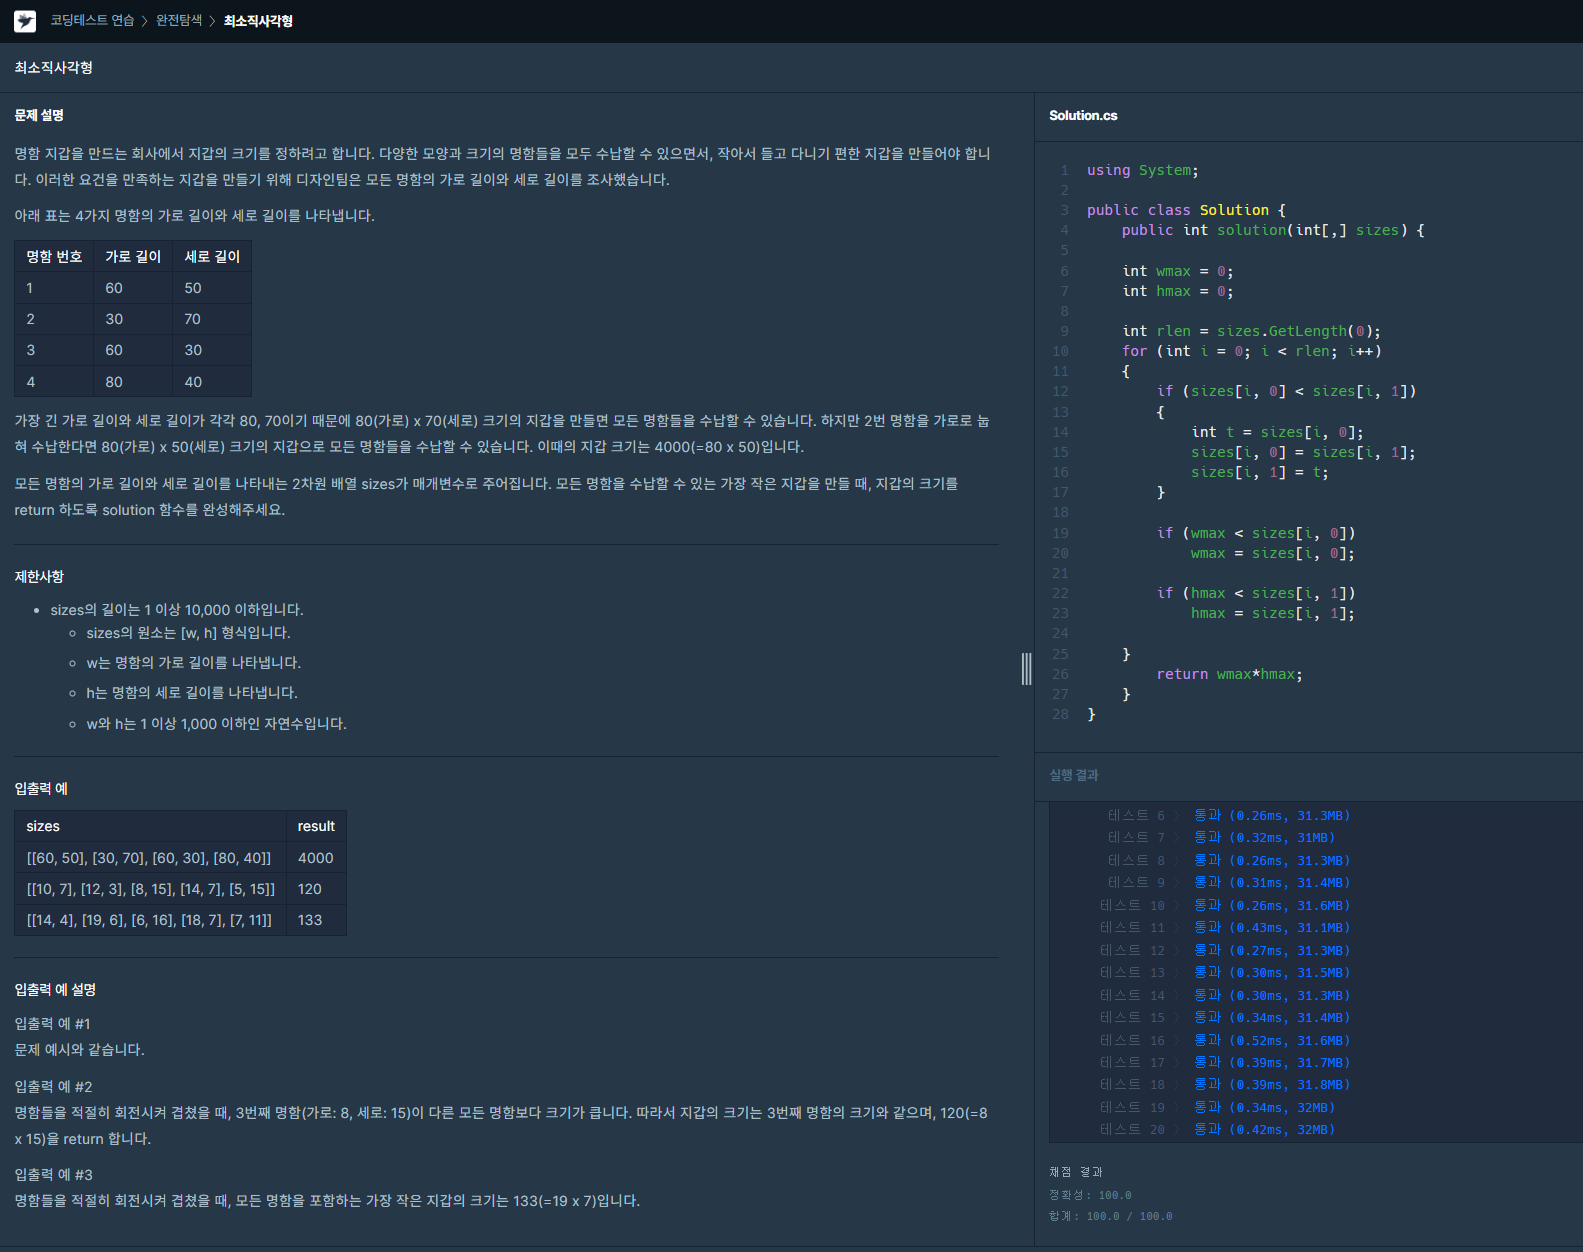 코딩테스트 연습 > 완전탐색 > 최소직사각형
최소직사각형
문제 설명
명함 지갑을 만드는 회사에서 지갑의 크기를 정하려고 합니다. 다양한 모양과 크기의 명함들을 모두 수납할 수 있으면서, 작아서 들고 다니기 편한 지갑을 만들어야 합니
다. 이러한 요건을 만족하는 지갑을 만들기 위해 디자인팀은 모든 명함의 가로 길이와 세로 길이를 조사했습니다.
아래 표는 4가지 명함의 가로 길이와 세로 길이를 나타냅니다.
명함 번호 가로 길이 세로 길이
1 60 50
2 30 70
3 60 30
4 80 40
가장 긴 가로 길이와 세로 길이가 각각 80, 70이기 때문에 80(가로) x 70(세로) 크기의 지갑을 만들면 모든 명함들을 수납할 수 있습니다. 하지만 2번 명함을 가로로 눕
혀 수납한다면 80(가로) x 50(세로) 크기의 지갑으로 모든 명함들을 수납할 수 있습니다. 이때의 지갑 크기는 4000(=80 x 50)입니다.
모든 명함의 가로 길이와 세로 길이를 나타내는 2차원 배열 sizes가 매개변수로 주어집니다. 모든 명함을 수납할 수 있는 가장 작은 지갑을 만들 때, 지갑의 크기를
return 하도록 solution 함수를 완성해주세요.
제한사항
• sizes의 길이는 1 이상 10,000 이하입니다.
◦ sizes의 원소는 [w, h] 형식입니다.
◦ w는 명함의 가로 길이를 나타냅니다.
◦ h는 명함의 세로 길이를 나타냅니다.
◦ w와 h는 1 이상 1,000 이하인 자연수입니다.
입출력 예
sizes result
[[60, 50], [30, 70], [60, 30], [80, 40]] 4000
[[10, 7], [12, 3], [8, 15], [14, 7], [5, 15]] 120
[[14, 4], [19, 6], [6, 16], [18, 7], [7, 11]] 133
입출력 예 설명
입출력 예 #1
문제 예시와 같습니다.
입출력 예 #2
명함들을 적절히 회전시켜 겹쳤을 때, 3번째 명함(가로: 8, 세로: 15)이 다른 모든 명함보다 크기가 큽니다. 따라서 지갑의 크기는 3번째 명함의 크기와 같으며, 120(=8
x 15)을 return 합니다.
입출력 예 #3
명함들을 적절히 회전시켜 겹쳤을 때, 모든 명함을 포함하는 가장 작은 지갑의 크기는 133(=19 x 7)입니다.
Solution.cs
1 using System;
2
3 public class Solution {
4     public int solution(int[,] sizes) {
5
6     int wmax = 0;
7     int hmax = 0;
8
9     int rlen = sizes.GetLength(0);
10     for (int i = 0; i < rlen; i++)
11     {
12         if (sizes[i, 0] < sizes[i, 1])
13         {
14             int t = sizes[i, 0];
15             sizes[i, 0] = sizes[i, 1];
16             sizes[i, 1] = t;
17         }
18
19         if (wmax < sizes[i, 0])
20             wmax = sizes[i, 0];
21
22         if (hmax < sizes[i, 1])
23             hmax = sizes[i, 1];
24
25     }
26         return wmax*hmax;
27     }
28 }
실행 결과
테스트 6 〉 통과 (0.26ms, 31.3MB)
테스트 7 〉 통과 (0.32ms, 31MB)
테스트 8 〉 통과 (0.26ms, 31.3MB)
테스트 9 〉 통과 (0.31ms, 31.4MB)
테스트 10 〉 통과 (0.26ms, 31.6MB)
테스트 11 〉 통과 (0.43ms, 31.1MB)
테스트 12 〉 통과 (0.27ms, 31.3MB)
테스트 13 〉 통과 (0.30ms, 31.5MB)
테스트 14 〉 통과 (0.30ms, 31.3MB)
테스트 15 〉 통과 (0.34ms, 31.4MB)
테스트 16 〉 통과 (0.52ms, 31.6MB)
테스트 17 〉 통과 (0.39ms, 31.7MB)
테스트 18 〉 통과 (0.39ms, 31.8MB)
테스트 19 〉 통과 (0.34ms, 32MB)
테스트 20 〉 통과 (0.42ms, 32MB)
채점 결과
정확성: 100.0
합계: 100.0 / 100.0